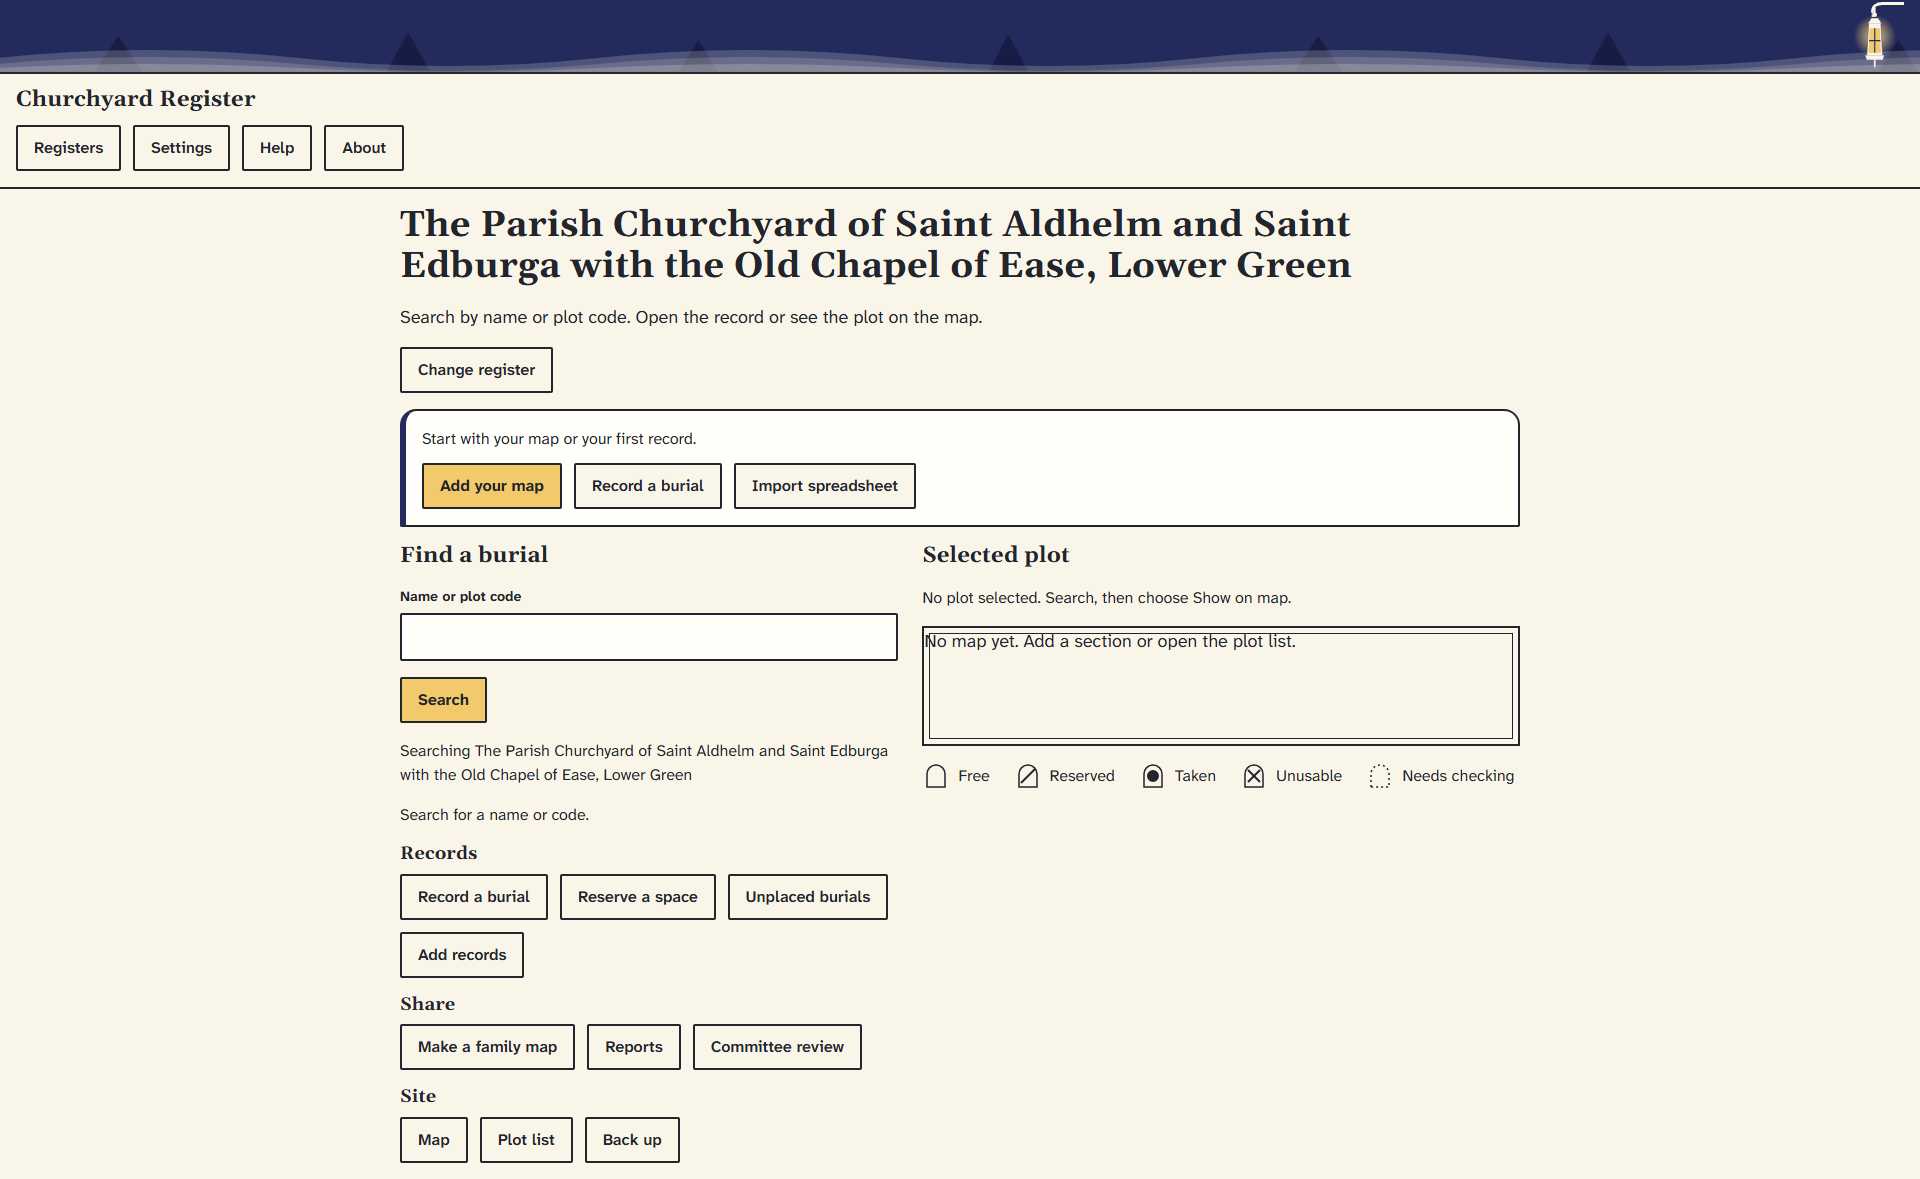 Churchyard Register
Registers
Settings
Help
About
The Parish Churchyard of Saint Aldhelm and Saint
Edburga with the Old Chapel of Ease, Lower Green
Search by name or plot code. Open the record or see the plot on the map.
Change register
Start with your map or your first record.
Add your map
Record a burial
Import spreadsheet
Find a burial
Name or plot code
Search
Searching The Parish Churchyard of Saint Aldhelm and Saint Edburga
with the Old Chapel of Ease, Lower Green
Search for a name or code.
Selected plot
No plot selected. Search, then choose Show on map.
No map yet. Add a section or open the plot list.
Free
Reserved
Taken
Unusable
Needs checking
Records
Record a burial
Reserve a space
Unplaced burials
Add records
Share
Make a family map
Reports
Committee review
Site
Map
Plot list
Back up